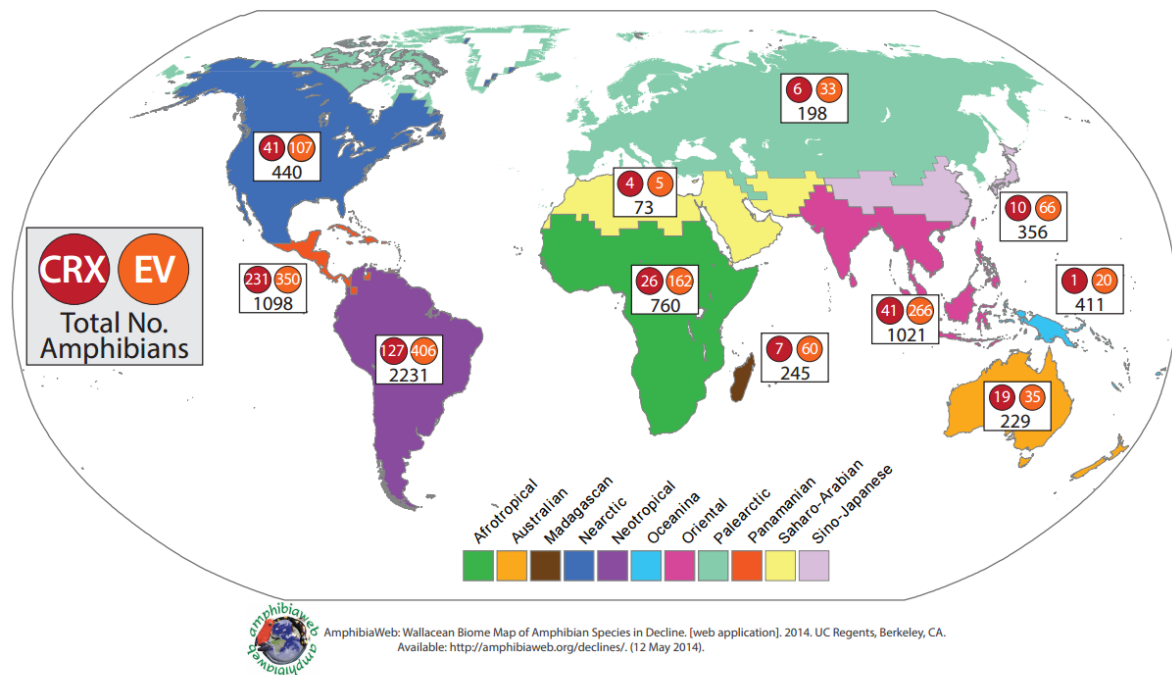 6 33
198
41 107
440
4 5
73
10 66
356
CRX EV
Total No.
Amphibians
231 350
1098
26 162
760
1 20
411
41 266
1021
127 406
2231
7 60
245
19 35
229
Afrotropical
Australian
Madagascan
Nearctic
Neotropical
Oceanina
Oriental
Palearctic
Panamanian
Saharo-Arabian
Sino-Japanese
amphibiaweb
amphibiaweb
AmphibiaWeb: Wallacean Biome Map of Amphibian Species in Decline. [web application]. 2014. UC Regents, Berkeley, CA.
Available: http://amphibiaweb.org/declines/. (12 May 2014).